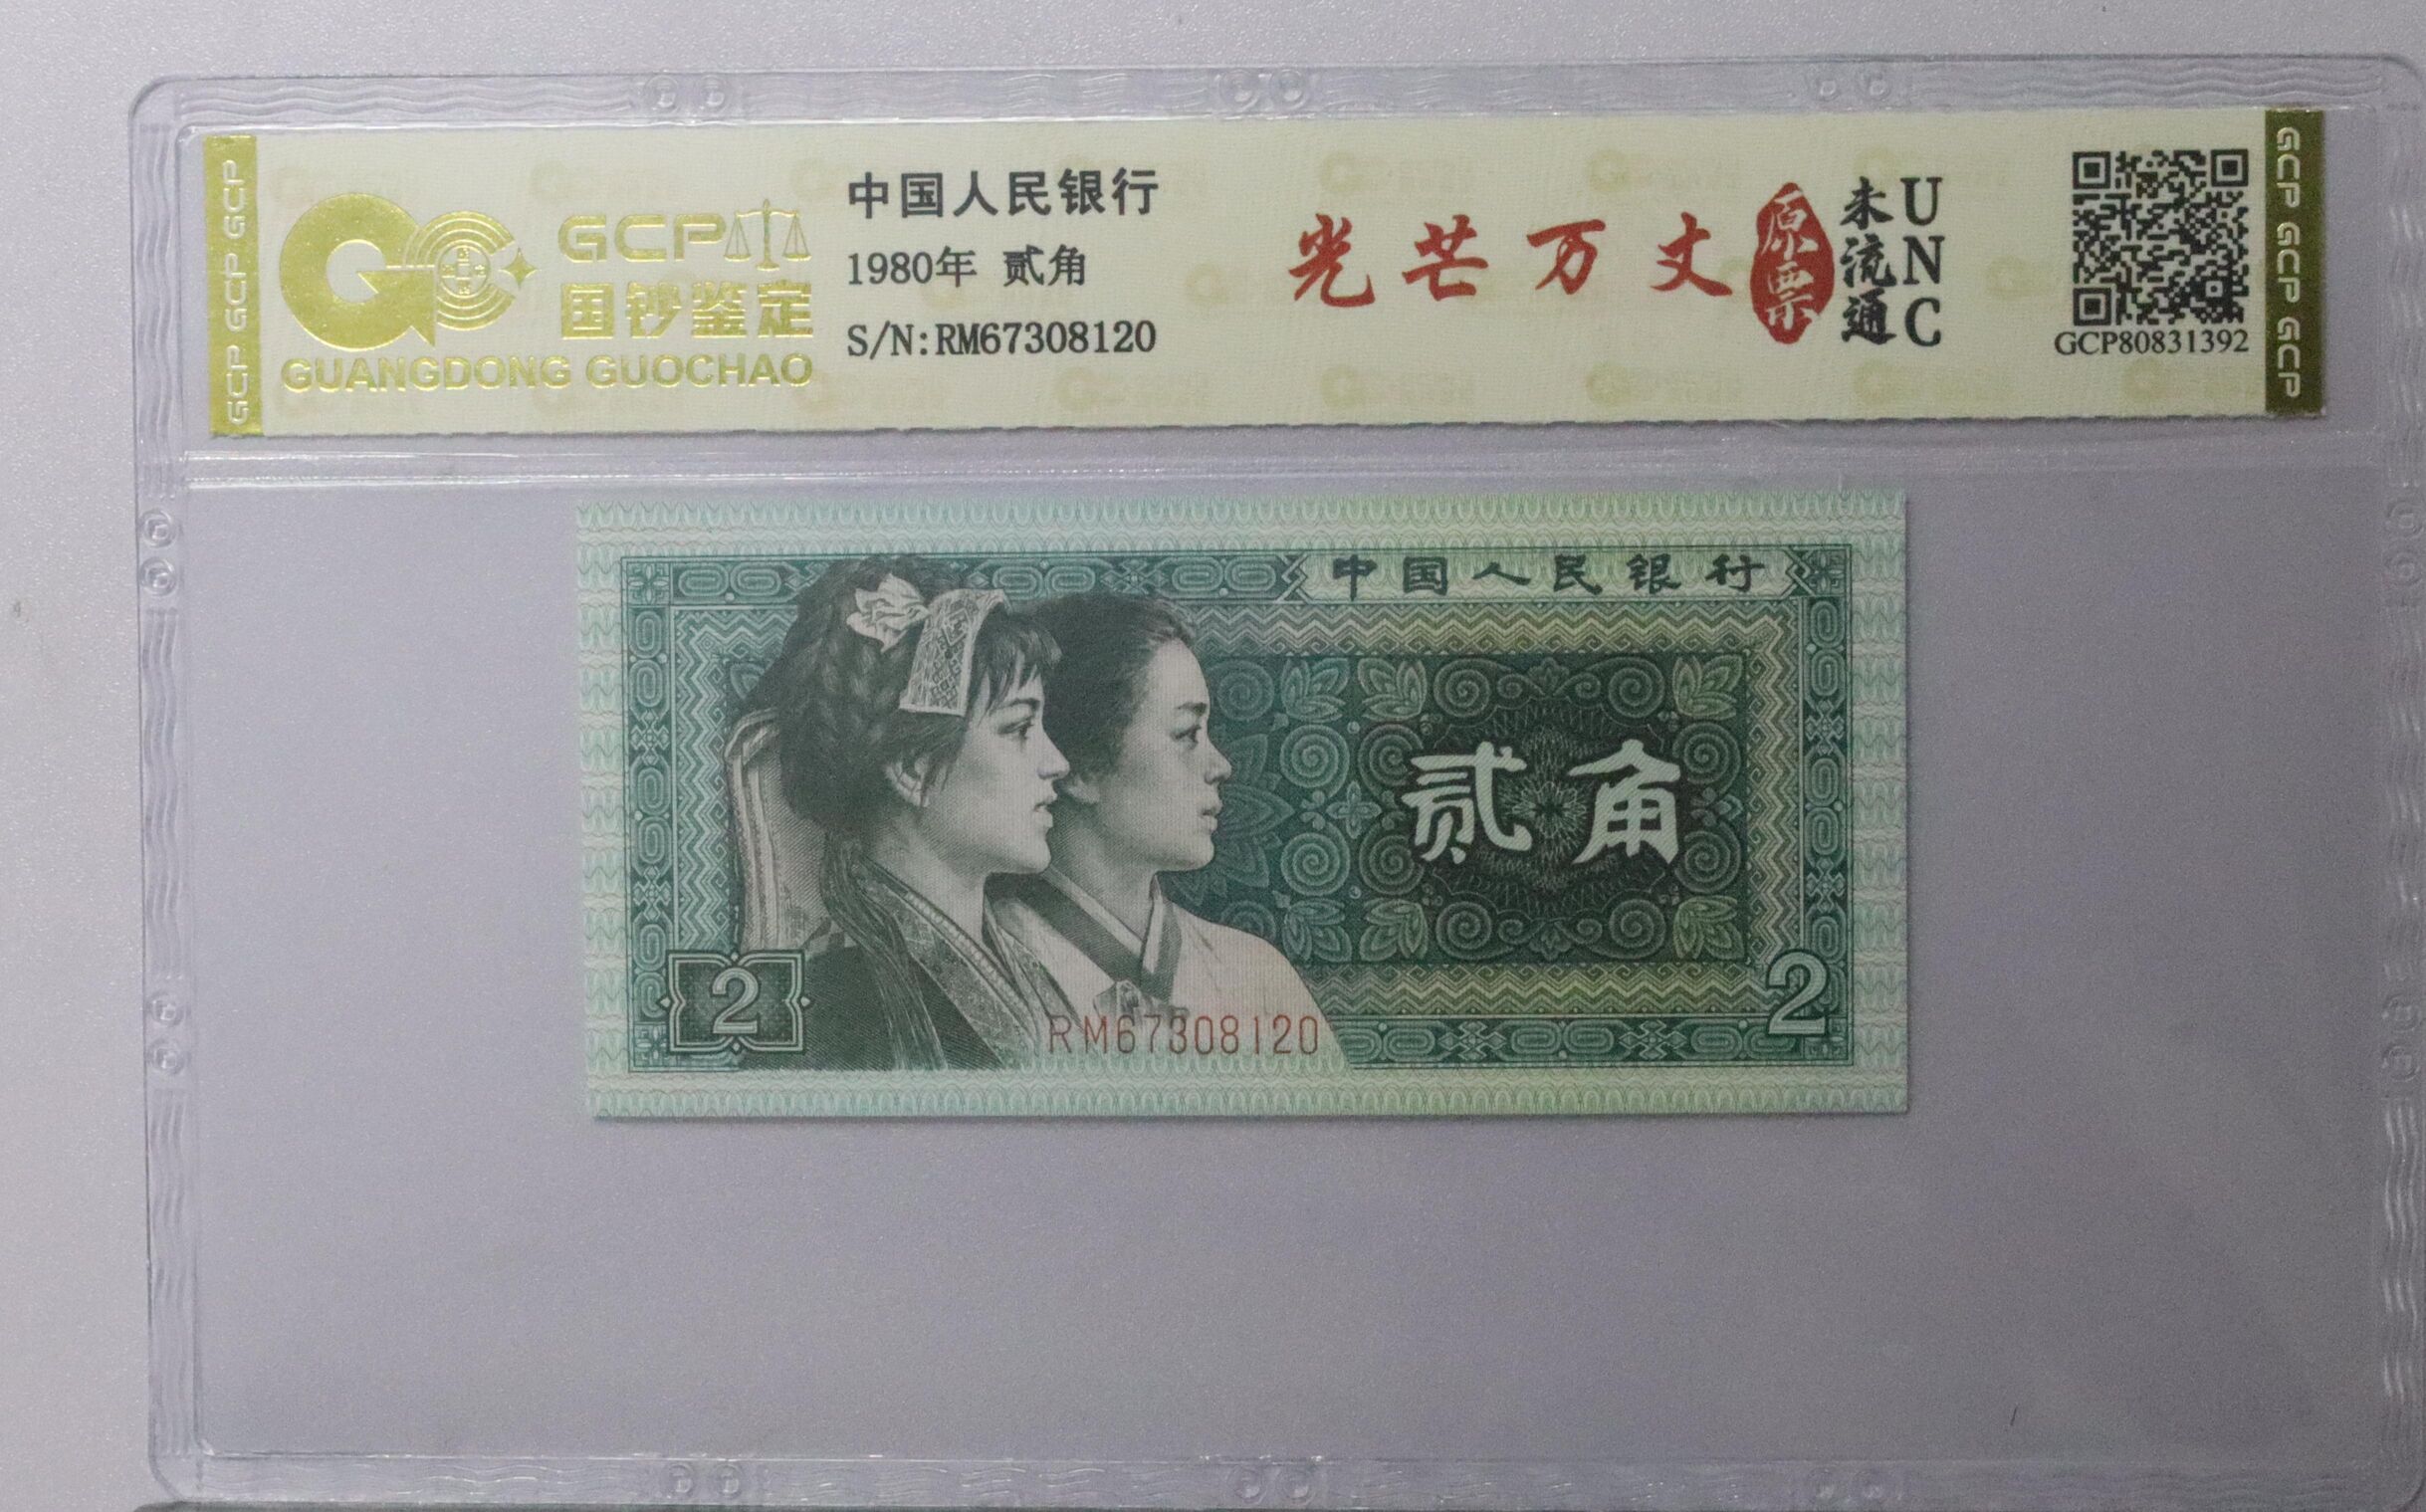 GCP GCP GCP
GCP
国钞鉴定
GUANGDONG GUOCHAO
中国人民银行
1980年 贰角
S/N:RM67308120
光芒万丈
原票
未流通
UNC
GCP80831392
GCP GCP GCP
中国人民银行
贰角
2
2
RM67308120